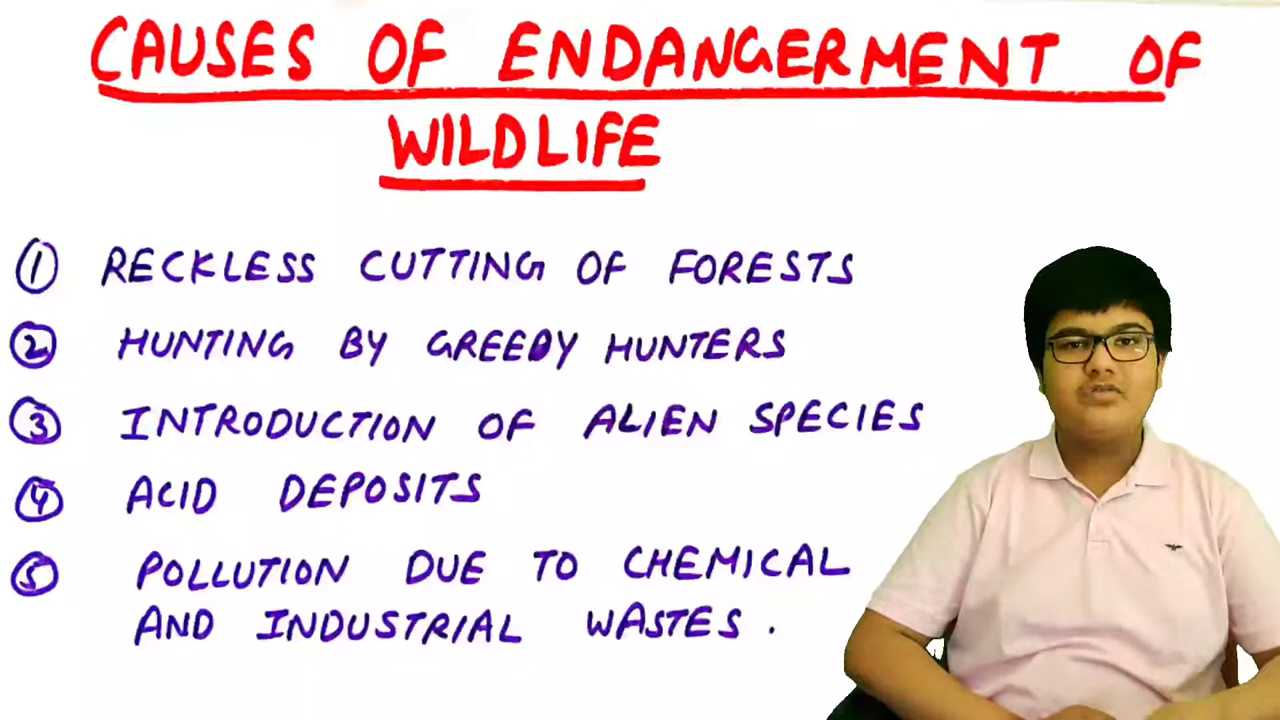 CAUSES OF ENDANGERMENT OF
WILDLIFE
① RECKLESS CUTTING OF FORESTS
② HUNTING BY GREEDY HUNTERS
③ INTRODUCTION OF ALIEN SPECIES
④ ACID DEPOSITS
⑤ POLLUTION DUE TO CHEMICAL
AND INDUSTRIAL WASTES.